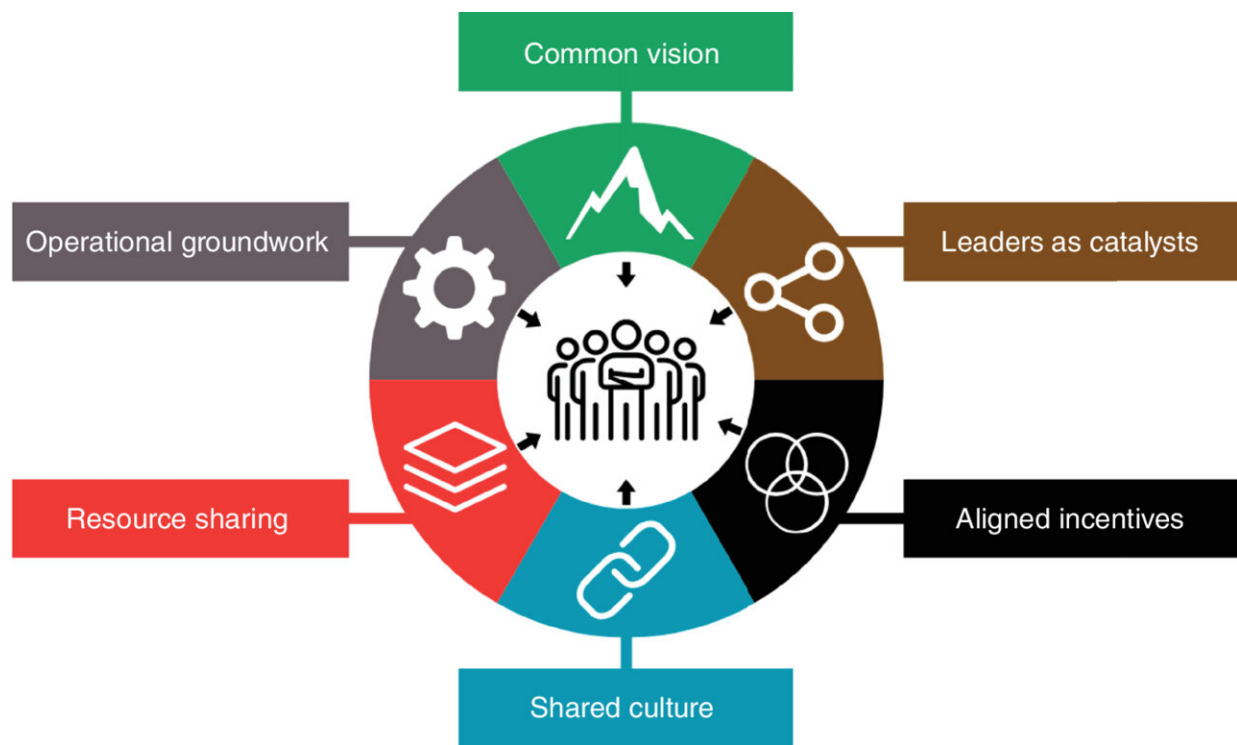 Common vision
Operational groundwork
Leaders as catalysts
Resource sharing
Aligned incentives
Shared culture